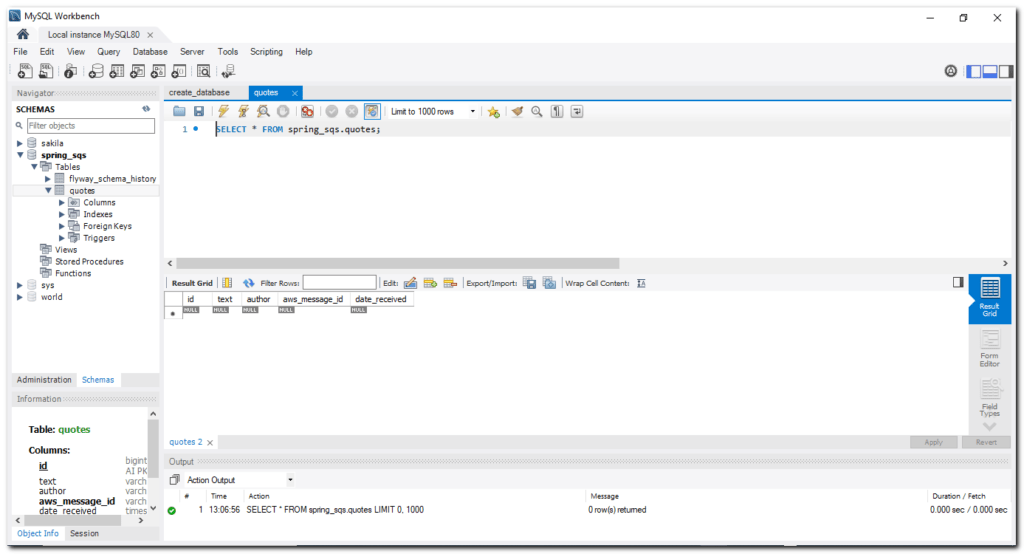 MySQL Workbench
Local instance MySQL80
File Edit View Query Database Server Tools Scripting Help
Navigator
SCHEMAS
Filter objects
sakila
spring_sqs
Tables
flyway_schema_history
quotes
Columns
Indexes
Foreign Keys
Triggers
Views
Stored Procedures
Functions
sys
world
Administration Schemas
Information
Table: quotes
Columns:
id bigint
AI PK
text varch
author varch
aws_message_id varch
date_received times
Object Info Session
create_database quotes
Limit to 1000 rows
1 SELECT * FROM spring_sqs.quotes;
Result Grid Filter Rows: Edit: Export/Import: Wrap Cell Content:
id text author aws_message_id date_received
NULL NULL NULL NULL NULL
Result
Grid
Form
Editor
Field
Types
quotes 2 Apply Revert
Output
Action Output
# Time Action Message Duration / Fetch
1 13:06:56 SELECT * FROM spring_sqs.quotes LIMIT 0, 1000 0 row(s) returned 0.000 sec / 0.000 sec